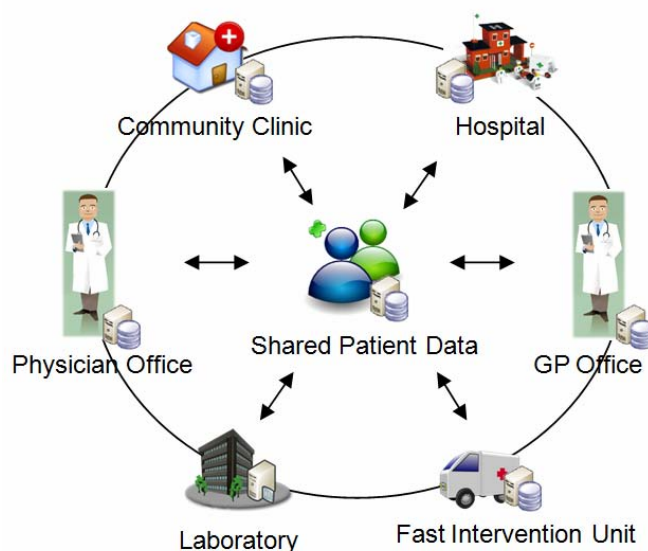 Community Clinic
Hospital
Physician Office
Shared Patient Data
GP Office
Laboratory
Fast Intervention Unit